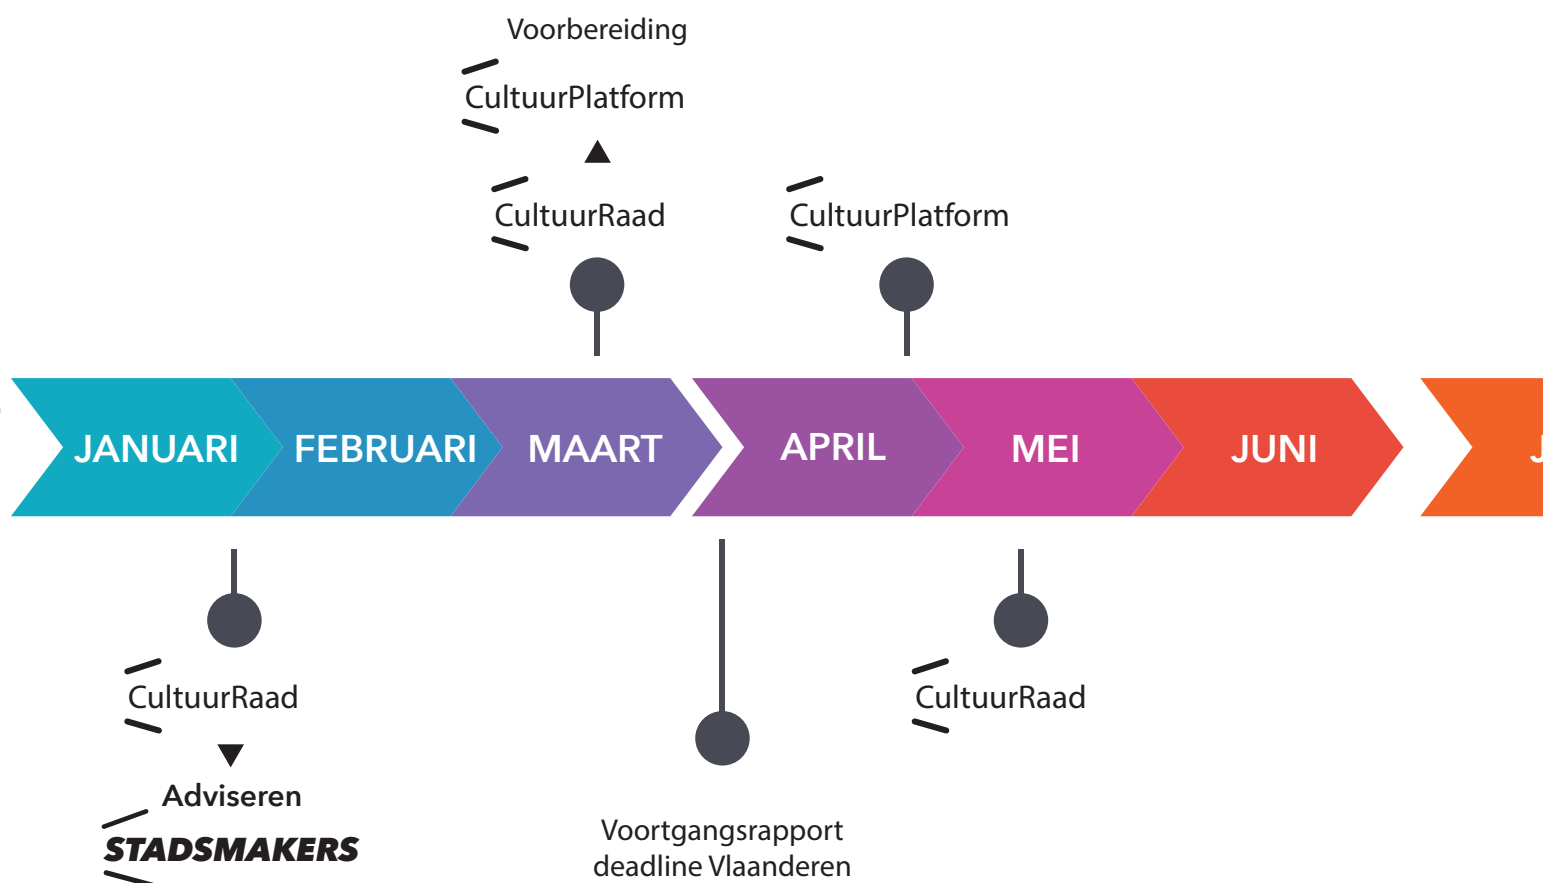 Voorbereiding
CultuurPlatform
CultuurRaad
CultuurPlatform
JANUARI
FEBRUARI
MAART
APRIL
MEI
JUNI
CultuurRaad
Adviseren
STADSMAKERS
Voortgangsrapport
deadline Vlaanderen
CultuurRaad